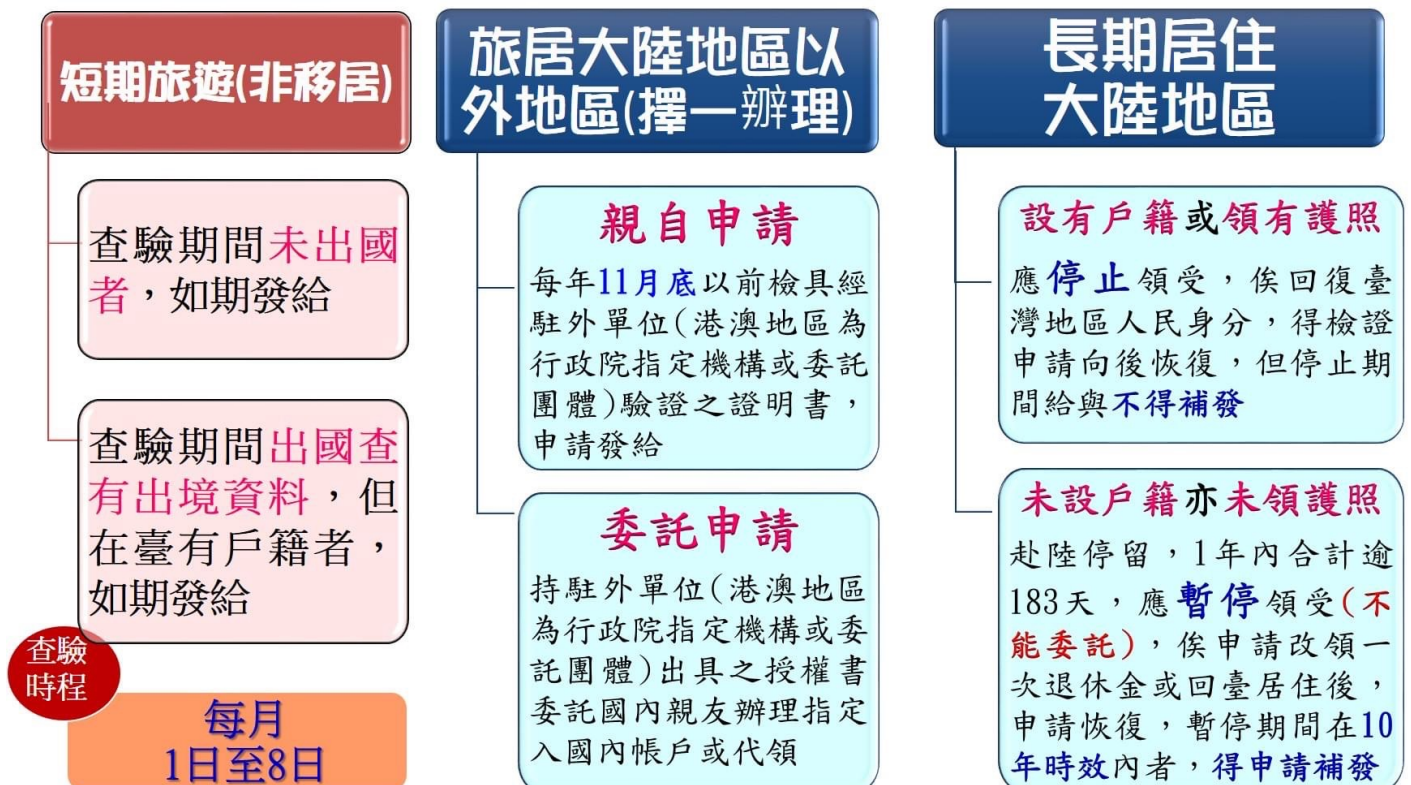 短期旅遊(非移居)
查驗期間未出國
者，如期發給
查驗期間出國查
有出境資料，但
在臺有戶籍者，
如期發給
查驗
時程
每月
1日至8日
旅居大陸地區以
外地區(擇一辦理)
親自申請
每年11月底以前檢具經
駐外單位(港澳地區為
行政院指定機構或委託
團體)驗證之證明書，
申請發給
委託申請
持駐外單位(港澳地區
為行政院指定機構或委
託團體)出具之授權書
委託國內親友辦理指定
入國內帳戶或代領
長期居住
大陸地區
設有戶籍或領有護照
應停止領受，俟回復臺
灣地區人民身分，得檢證
申請向後恢復，但停止期
間給與不得補發
未設戶籍亦未領護照
赴陸停留，1年內合計逾
183天，應暫停領受(不
能委託)，俟申請改領一
次退休金或回臺居住後，
申請恢復，暫停期間在10
年時效內者，得申請補發